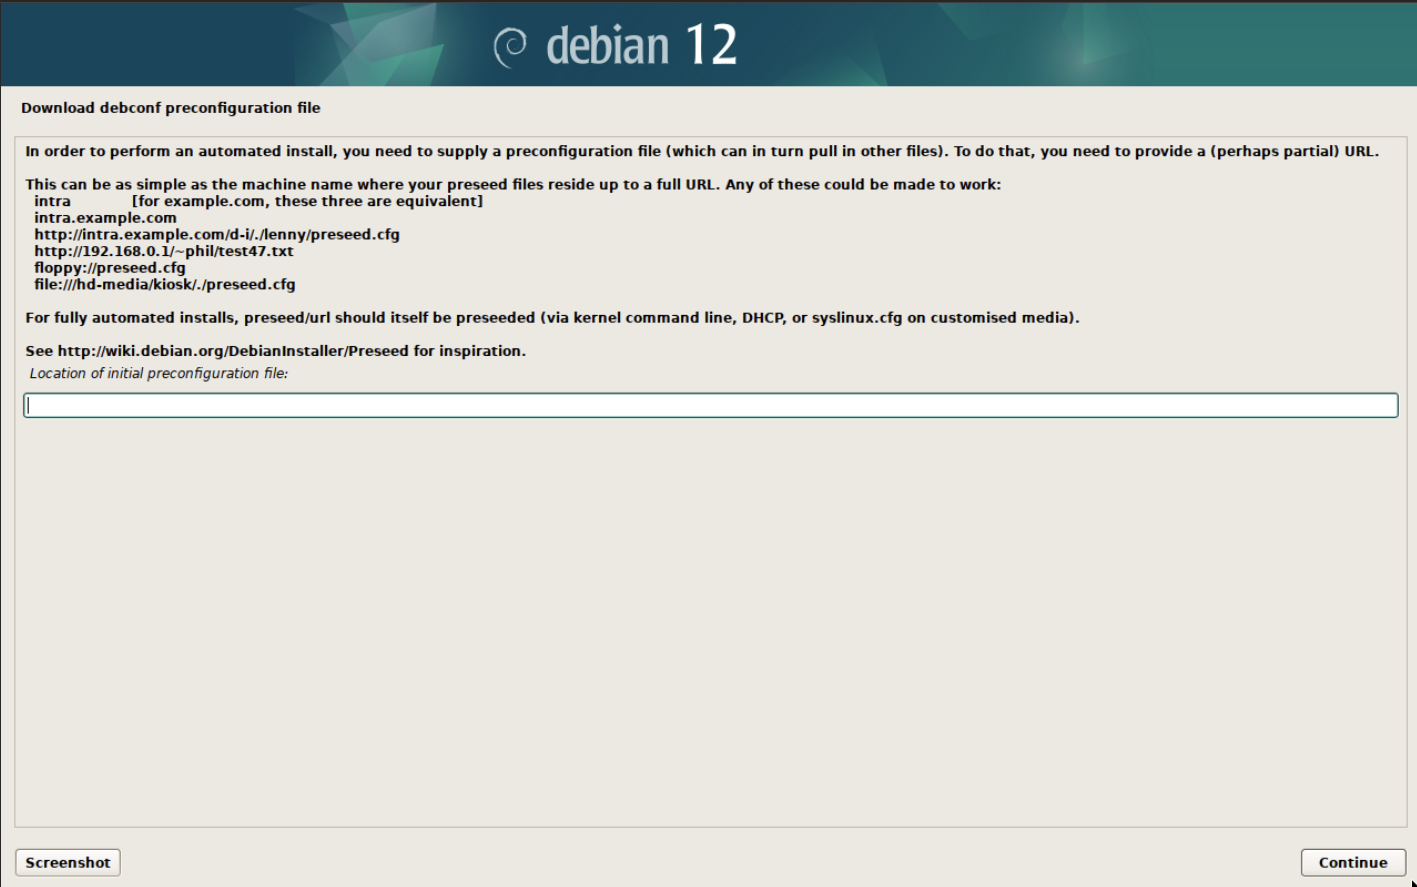 debian 12
Download debconf preconfiguration file
In order to perform an automated install, you need to supply a preconfiguration file (which can in turn pull in other files). To do that, you need to provide a (perhaps partial) URL.
This can be as simple as the machine name where your preseed files reside up to a full URL. Any of these could be made to work:
intra [for example.com, these three are equivalent]
intra.example.com
http://intra.example.com/d-i/./lenny/preseed.cfg
http://192.168.0.1/~phil/test47.txt
floppy://preseed.cfg
file:///hd-media/kiosk/./preseed.cfg
For fully automated installs, preseed/url should itself be preseeded (via kernel command line, DHCP, or syslinux.cfg on customised media).
See http://wiki.debian.org/DebianInstaller/Preseed for inspiration.
Location of initial preconfiguration file:
Screenshot
Continue